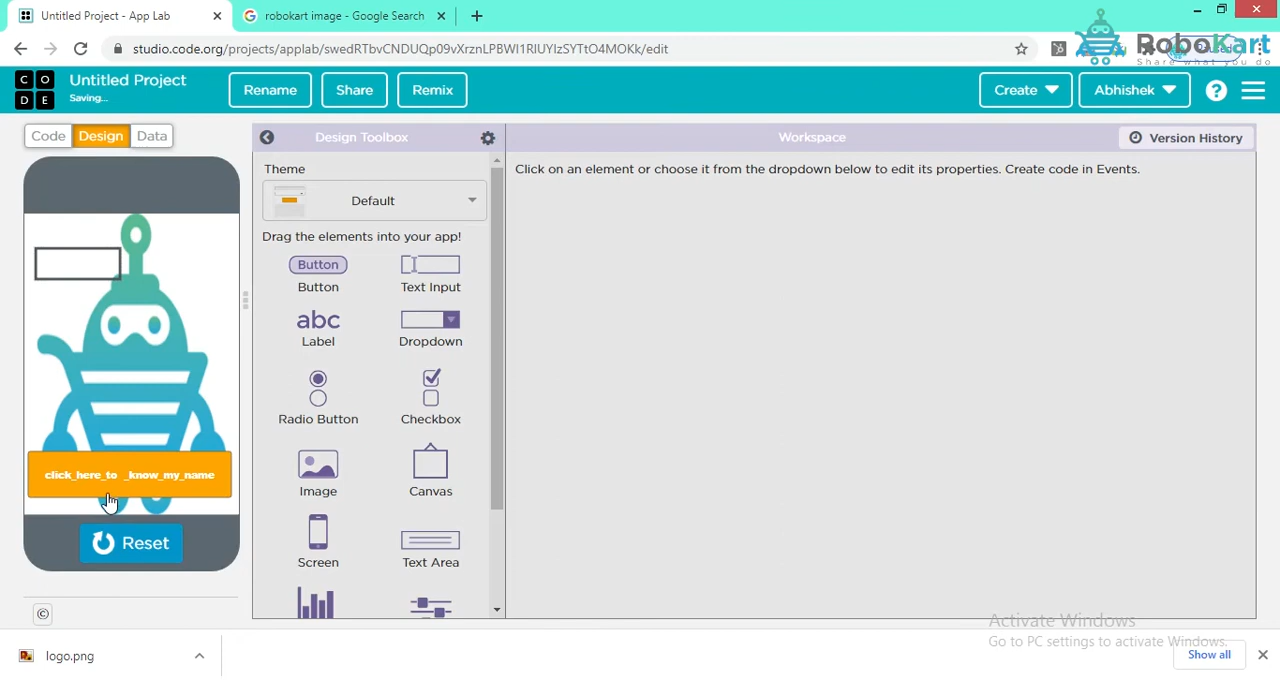 Untitled Project - App Lab
robokart image - Google Search
studio.code.org/projects/applab/swedRTbvCNDUQp09vXrznLPBWI1RlUYIzSYTtO4MOKk/edit
RoboKart
Share what you do
C O
D E
Untitled Project
Saving...
Rename
Share
Remix
Create
Abhishek
?
Code
Design
Data
Design Toolbox
Workspace
Version History
Theme
Default
Drag the elements into your app!
Button
Button
Text Input
abc
Label
Dropdown
Radio Button
Checkbox
Image
Canvas
Screen
Text Area
Click on an element or choose it from the dropdown below to edit its properties. Create code in Events.
click_here_to _know_my_name
Reset
©
Activate Windows
Go to PC settings to activate Windows.
logo.png
Show all